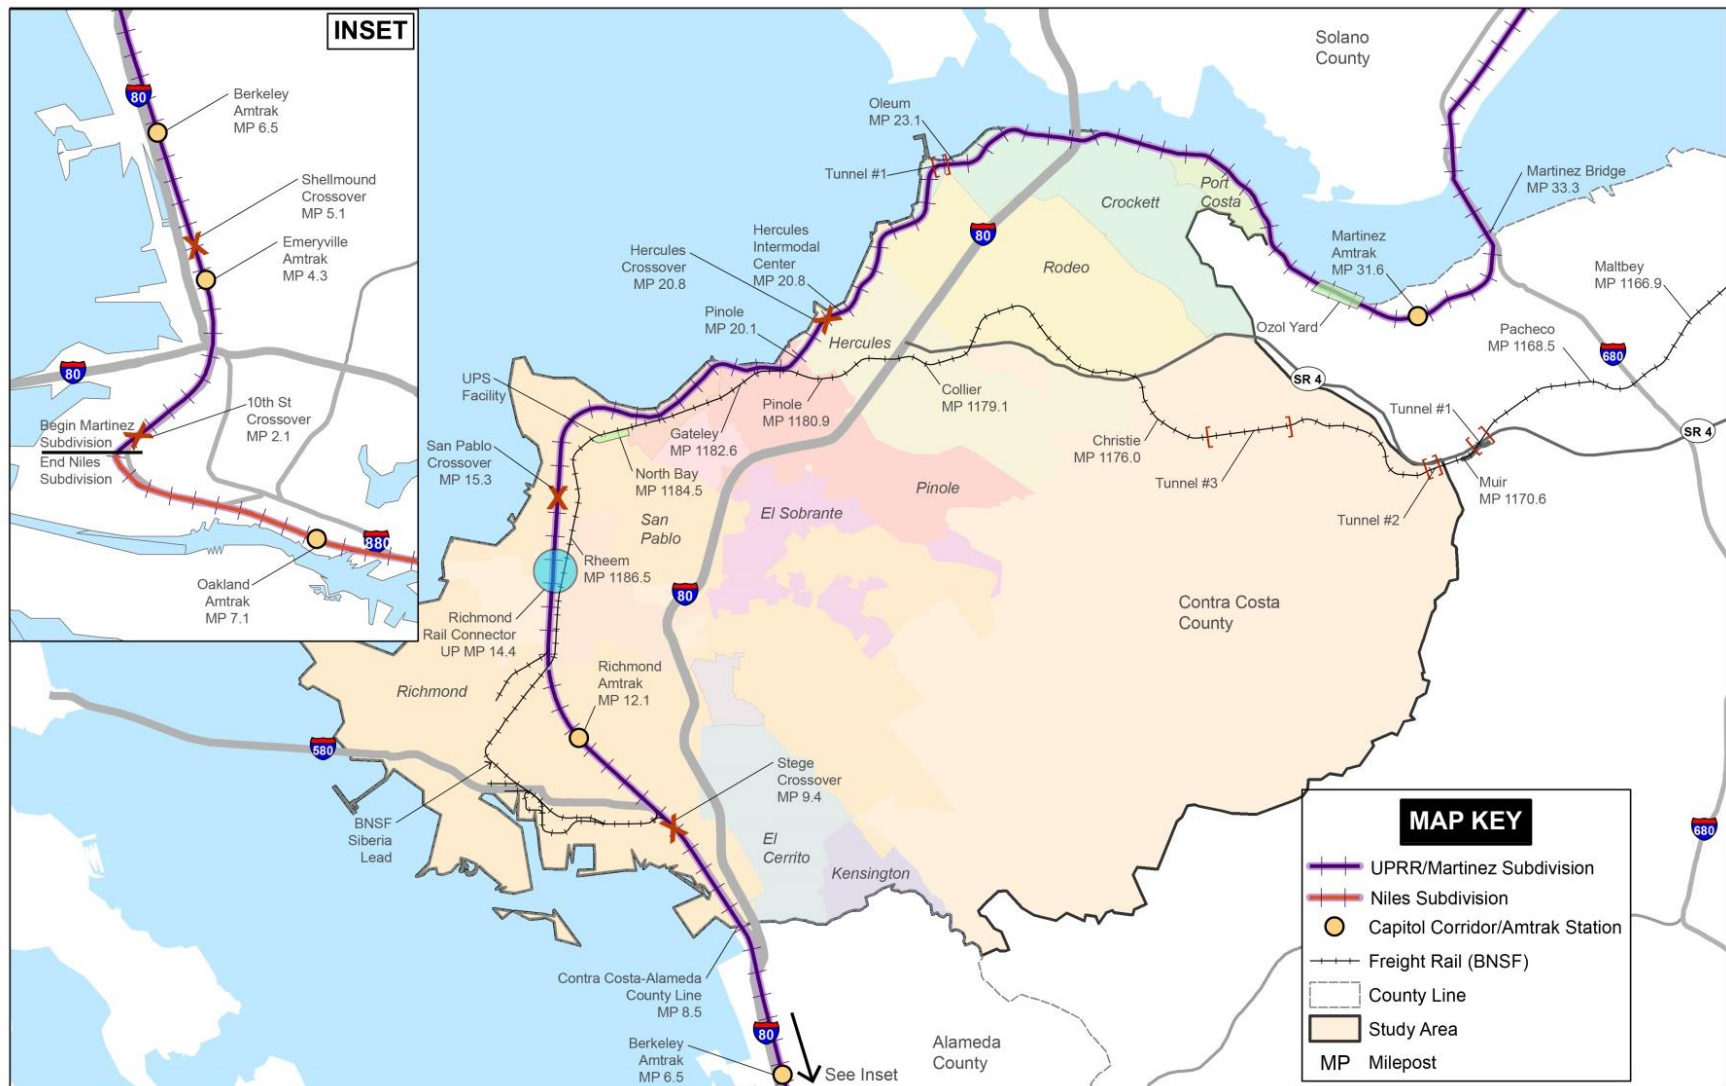 INSET
80
Berkeley
Amtrak
MP 6.5
Shellmound
Crossover
MP 5.1
Emeryville
Amtrak
MP 4.3
80
10th St
Crossover
MP 2.1
Begin Martinez
Subdivision
End Niles
Subdivision
880
Oakland
Amtrak
MP 7.1
Solano
County
Oleum
MP 23.1
Tunnel #1
Port
Costa
Crockett
Martinez Bridge
MP 33.3
Hercules
Intermodal
Center
MP 20.8
80
Martinez
Amtrak
MP 31.6
Hercules
Crossover
MP 20.8
Rodeo
Maltbey
MP 1166.9
Pinole
MP 20.1
Hercules
Ozol Yard
Pacheco
MP 1168.5
680
UPS
Facility
SR 4
Collier
MP 1179.1
Pinole
MP 1180.9
Tunnel #1
SR 4
Gateley
MP 1182.6
Christie
MP 1176.0
San Pablo
Crossover
MP 15.3
North Bay
MP 1184.5
Tunnel #3
Muir
MP 1170.6
Pinole
El Sobrante
Tunnel #2
San
Pablo
Rheem
MP 1186.5
80
Contra Costa
County
Richmond
Rail Connector
UP MP 14.4
Richmond
Richmond
Amtrak
MP 12.1
580
Stege
Crossover
MP 9.4
BNSF
Siberia
Lead
El
Cerrito
Kensington
680
Contra Costa-Alameda
County Line
MP 8.5
80
Berkeley
Amtrak
MP 6.5
See Inset
Alameda
County
MAP KEY
UPRR/Martinez Subdivision
Niles Subdivision
Capitol Corridor/Amtrak Station
Freight Rail (BNSF)
County Line
Study Area
MP Milepost